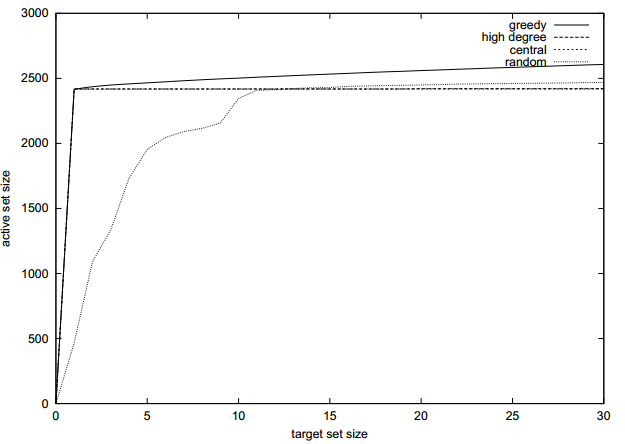 3000
2500
2000
1500
1000
500
0
active set size
greedy
high degree
central
random
0 5 10 15 20 25 30
target set size